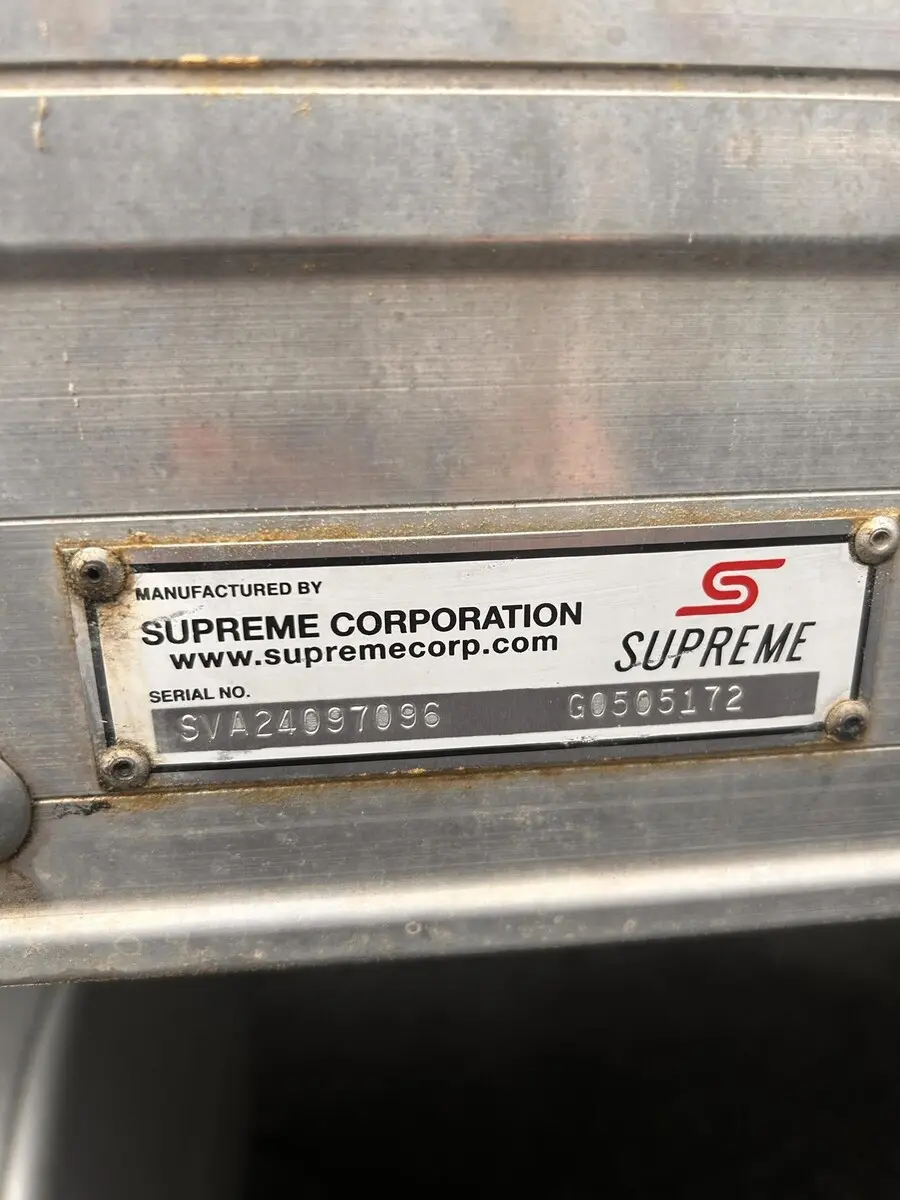 MANUFACTURED BY
SUPREME CORPORATION
www.supremecorp.com
SUPREME
SERIAL NO.
SVA24097096 G0505172